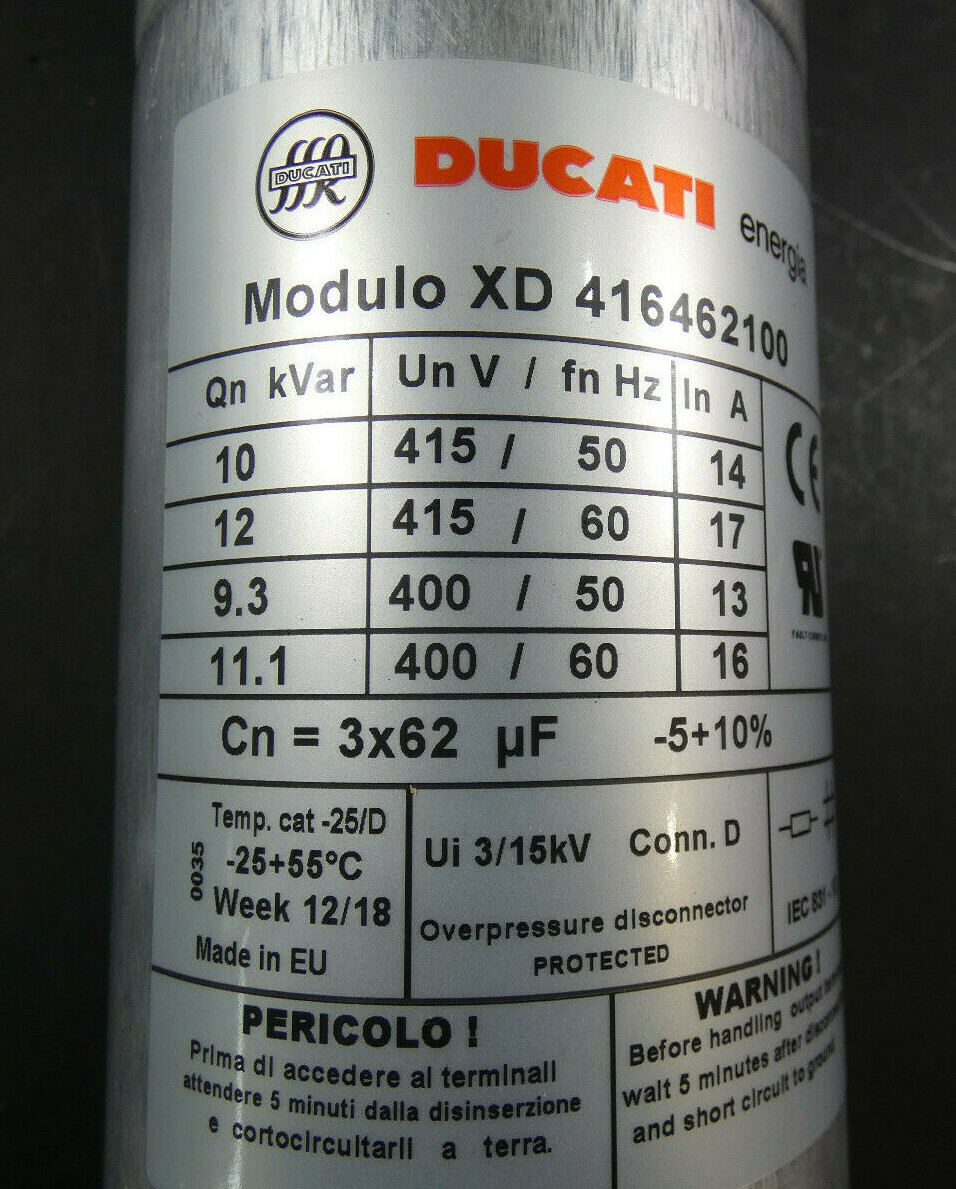 DUCATI
DUCATI energia
Modulo XD 416462100
Qn kVar Un V / fn Hz In A
10 415 / 50 14
12 415 / 60 17
9.3 400 / 50 13
11.1 400 / 60 16
CE
Cn = 3x62 µF -5+10%
0035
Temp. cat -25/D
-25+55°C
Week 12/18
Made in EU
Ui 3/15kV Conn. D
Overpressure disconnector
PROTECTED
IEC 831
PERICOLO !
Prima di accedere ai terminali
attendere 5 minuti dalla disinserzione
e cortocircuitarli a terra.
WARNING !
Before handling output
wait 5 minutes after
and short circuit to ground